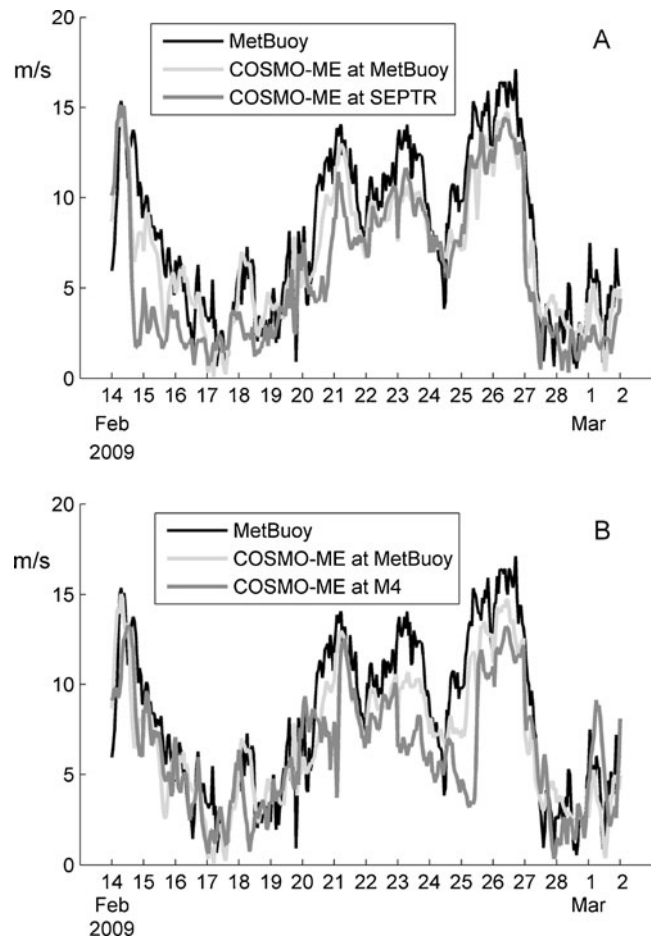 20
MetBuoy
COSMO-ME at MetBuoy
COSMO-ME at SEPTR
A
m/s
15
10
5
0
14 15 16 17 18 19 20 21 22 23 24 25 26 27 28 1 2
Feb Mar
2009
20
MetBuoy
COSMO-ME at MetBuoy
COSMO-ME at M4
B
m/s
15
10
5
0
14 15 16 17 18 19 20 21 22 23 24 25 26 27 28 1 2
Feb Mar
2009